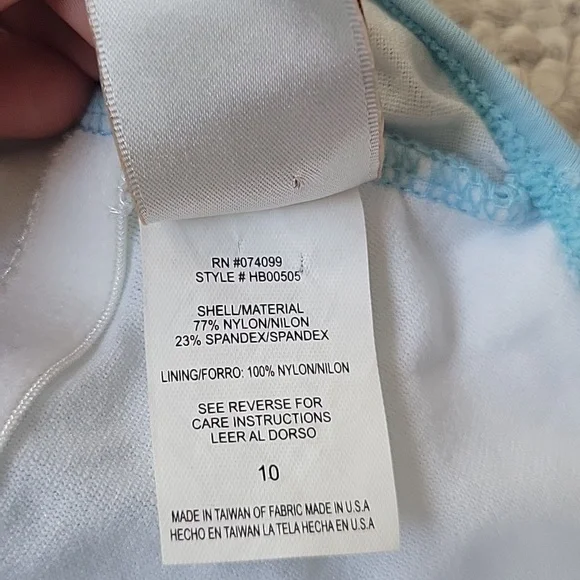 RN #074099
STYLE # HB00505
SHELL/MATERIAL
77% NYLON/NILON
23% SPANDEX/SPANDEX
LINING/FORRO: 100% NYLON/NILON
SEE REVERSE FOR
CARE INSTRUCTIONS
LEER AL DORSO
10
MADE IN TAIWAN OF FABRIC MADE IN U.S.A
HECHO EN TAIWAN LA TELA HECHA EN U.S.A